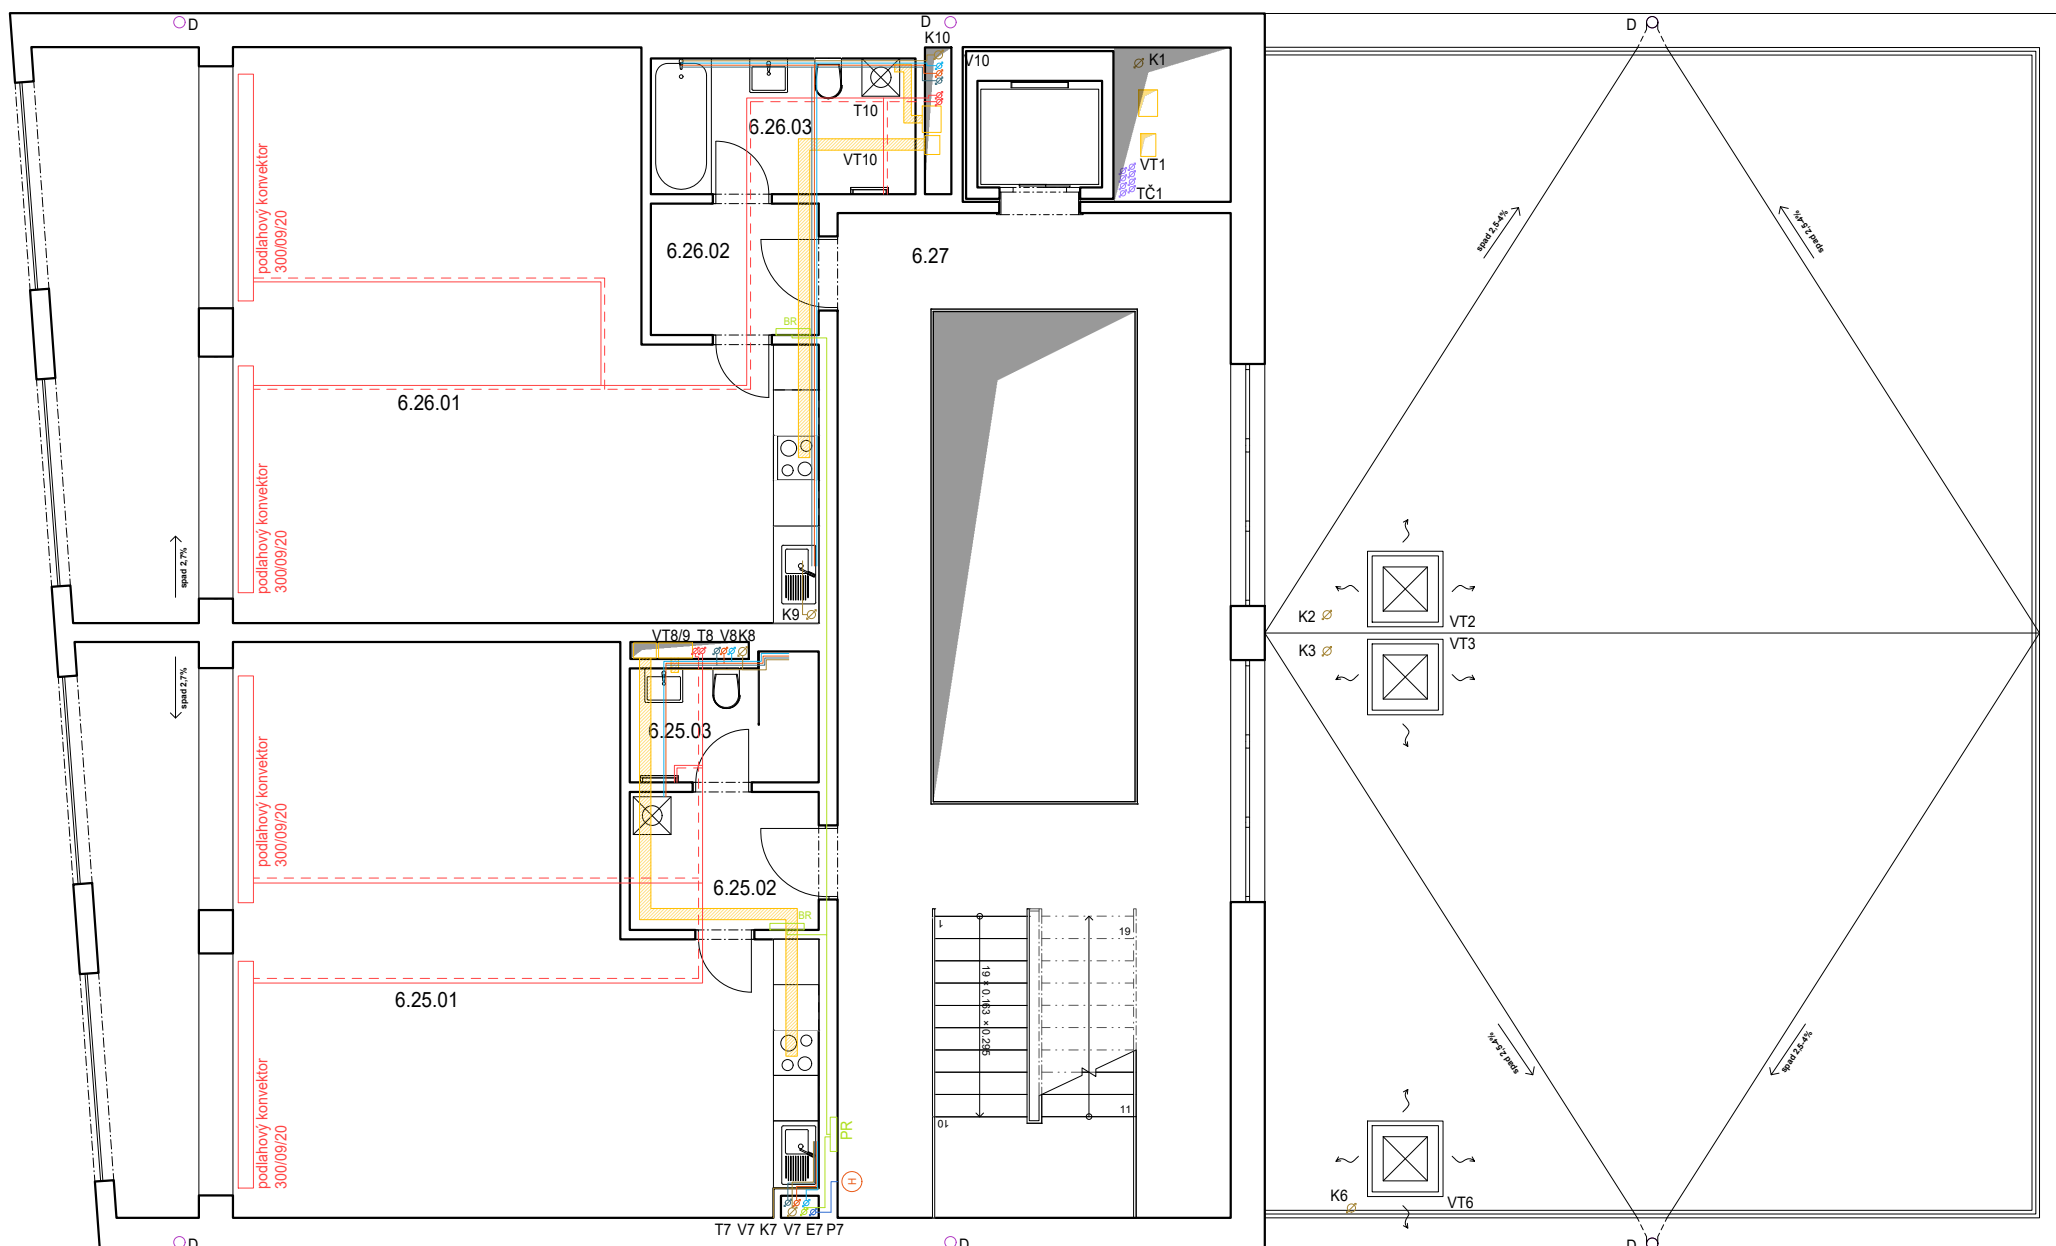 D
D
D
K10
V10
K1
T10
6.26.03
VT10
VT1
TČ1
podlahový konvektor
300/09/20
6.26.02
6.27
spad 2,5-4%
spad 2,5-4%
BR
6.26.01
podlahový konvektor
300/09/20
spad 2,7%
K9
K2
VT2
VT8/9 T8 V8 K8
K3
VT3
spad 2,7%
6.25.03
podlahový konvektor
300/09/20
6.25.02
BR
1
19
19 × 0.163 × 0.295
6.25.01
podlahový konvektor
300/09/20
spad 2,5-4%
spad 2,5-4%
10
11
PR
H
K6
VT6
T7 V7 K7 V7 E7 P7
D
D
D